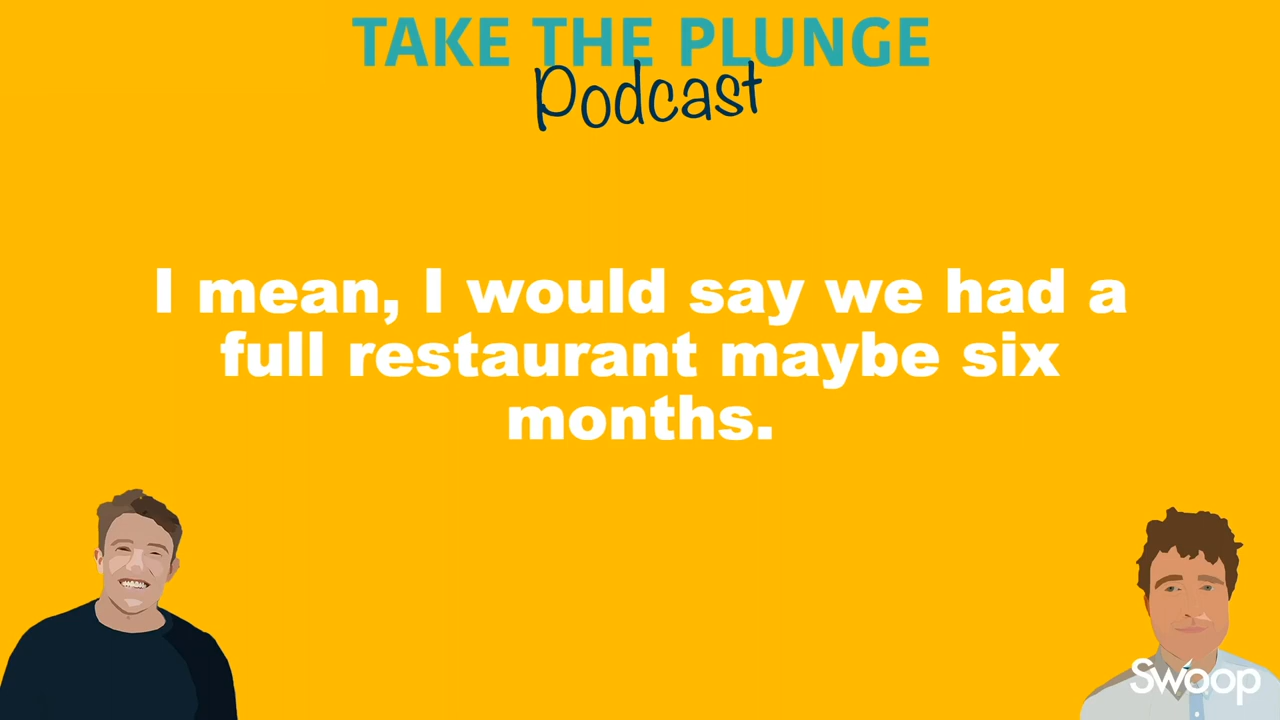 TAKE THE PLUNGE
Podcast
I mean, I would say we had a
full restaurant maybe six
months.
Swoop